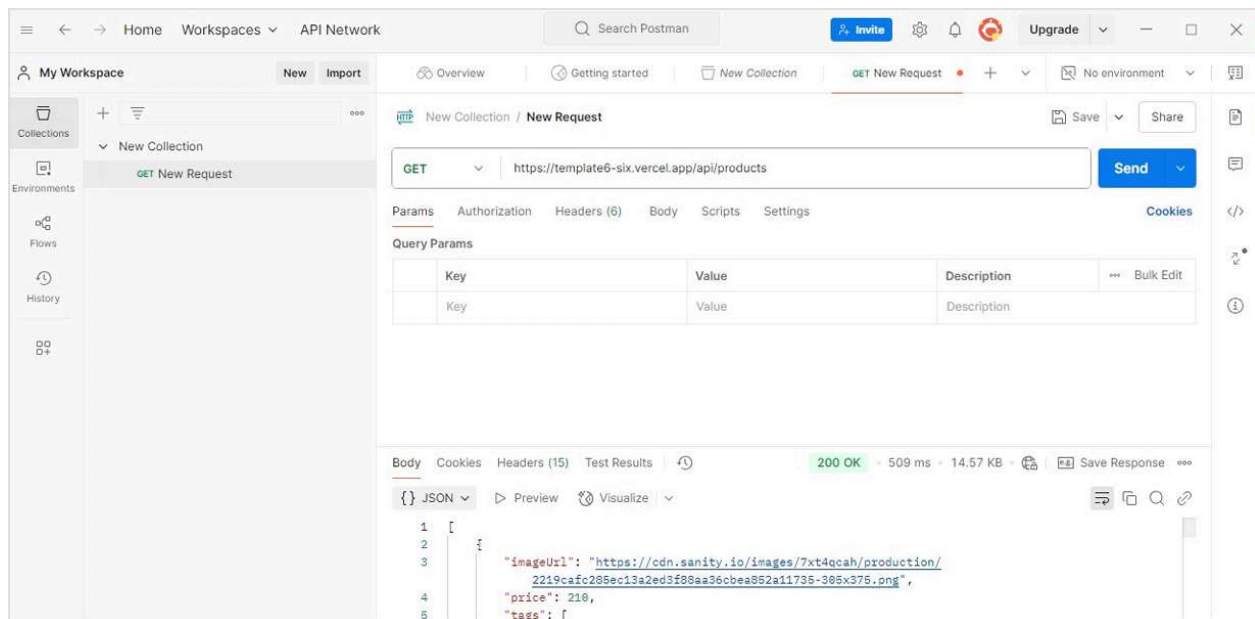 Home Workspaces API Network Search Postman Invite Upgrade
My Workspace New Import Overview Getting started New Collection GET New Request No environment
Collections
Environments
Flows
History
New Collection
GET New Request
HTTP New Collection / New Request Save Share
GET https://template6-six.vercel.app/api/products Send
Params Authorization Headers (6) Body Scripts Settings Cookies
Query Params
Key Value Description Bulk Edit
Key Value Description
Body Cookies Headers (15) Test Results 200 OK 509 ms 14.57 KB Save Response
{} JSON Preview Visualize
1 [
2 {
3 "imageUrl": "https://cdn.sanity.io/images/7xt4qcah/production/
2219cafc285ec13a2ed3f88aa36cbea852a11735-305x375.png",
4 "price": 210,
5 "tags": [